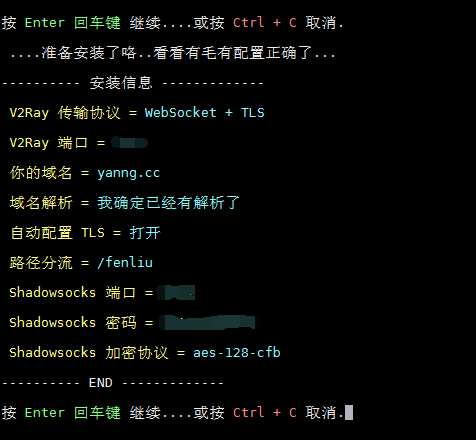 按 Enter 回车键 继续....或按 Ctrl + C 取消.
....准备安装了咯..看看有毛有配置正确了...
---------- 安装信息 -------------
V2Ray 传输协议 = WebSocket + TLS
V2Ray 端口 =
你的域名 = yanng.cc
域名解析 = 我确定已经有解析了
自动配置 TLS = 打开
路径分流 = /fenliu
Shadowsocks 端口 =
Shadowsocks 密码 =
Shadowsocks 加密协议 = aes-128-cfb
---------- END -------------
按 Enter 回车键 继续....或按 Ctrl + C 取消.